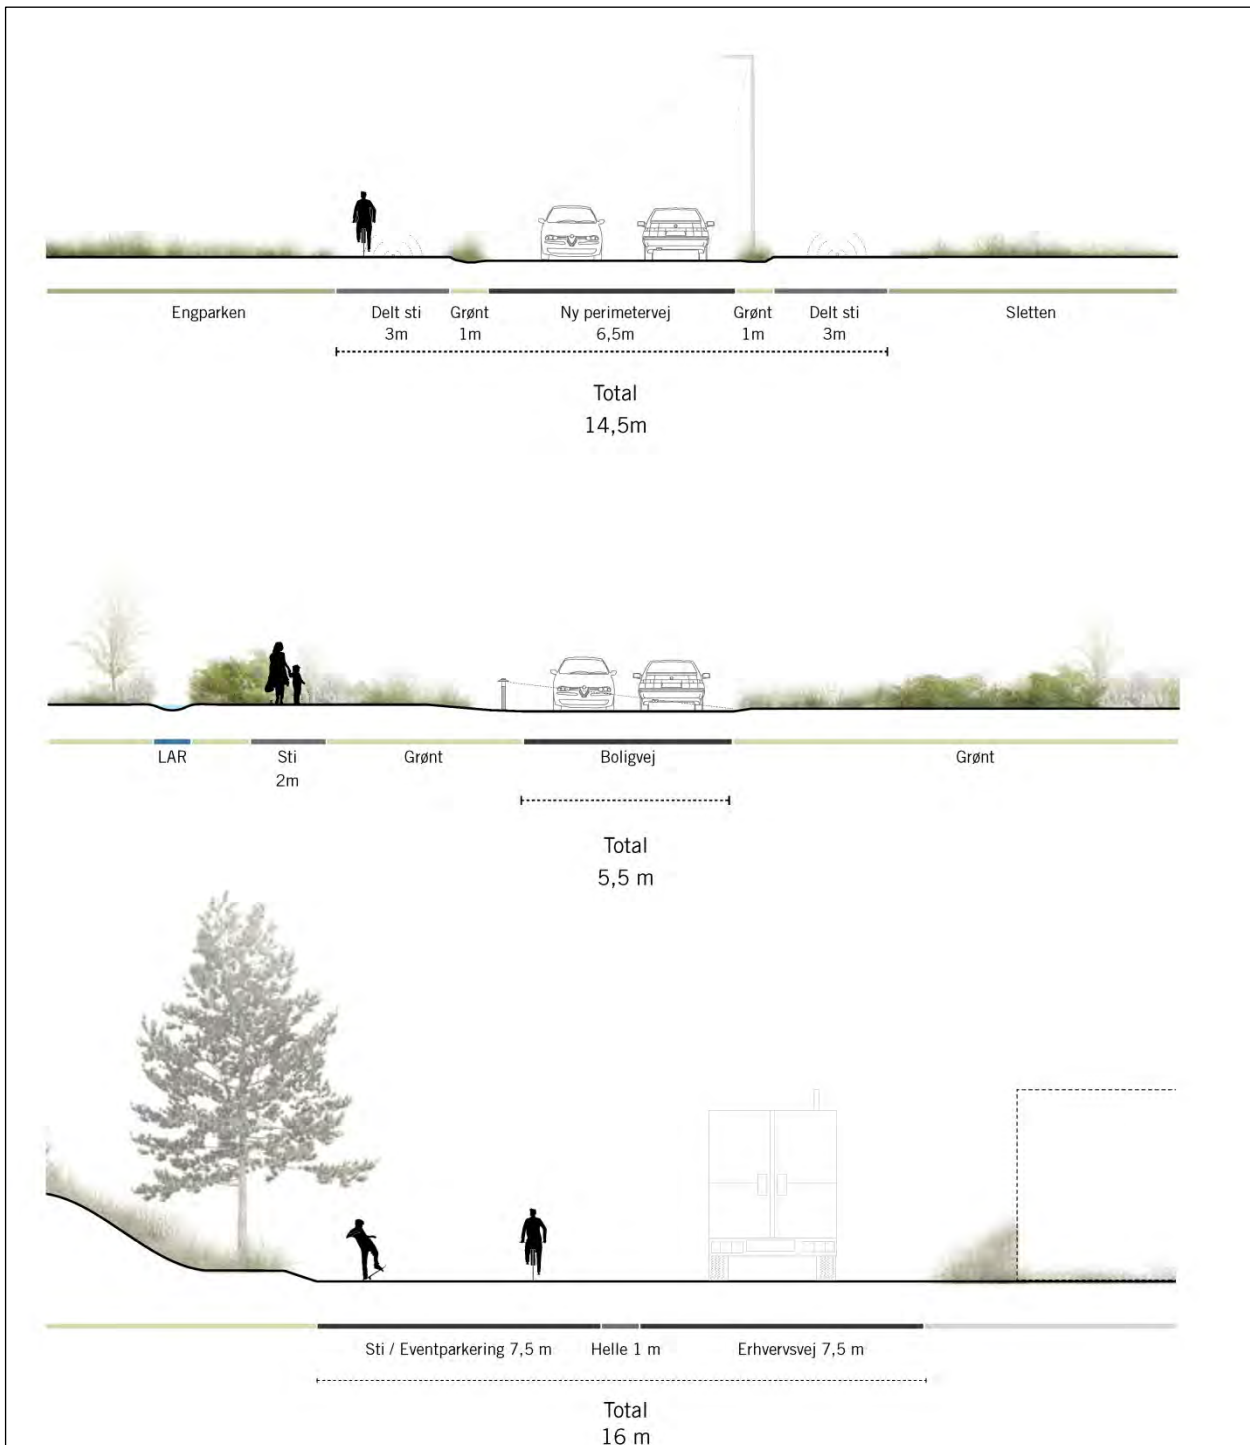 Engparken Delt sti Grønt Ny perimetervej Grønt Delt sti Sletten
3m 1m 6,5m 1m 3m
Total
14,5m
LAR Sti Grønt Boligvej Grønt
2m
Total
5,5 m
Sti / Eventparkering 7,5 m Helle 1 m Erhvervsvej 7,5 m
Total
16 m